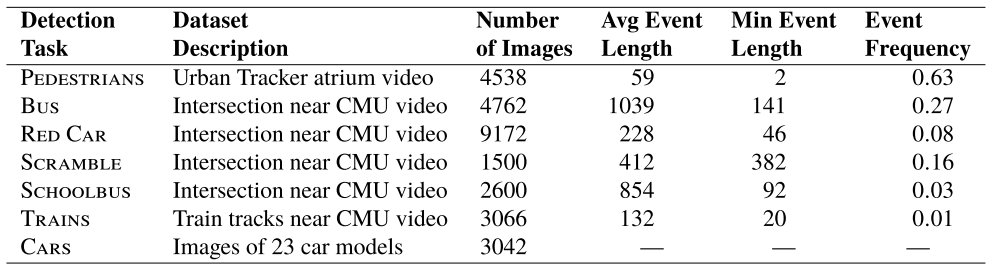 Detection Dataset Number Avg Event Min Event Event
Task Description of Images Length Length Frequency
PEDESTRIANS Urban Tracker atrium video 4538 59 2 0.63
BUS Intersection near CMU video 4762 1039 141 0.27
RED CAR Intersection near CMU video 9172 228 46 0.08
SCRAMBLE Intersection near CMU video 1500 412 382 0.16
SCHOOLBUS Intersection near CMU video 2600 854 92 0.03
TRAINS Train tracks near CMU video 3066 132 20 0.01
CARS Images of 23 car models 3042 — — —